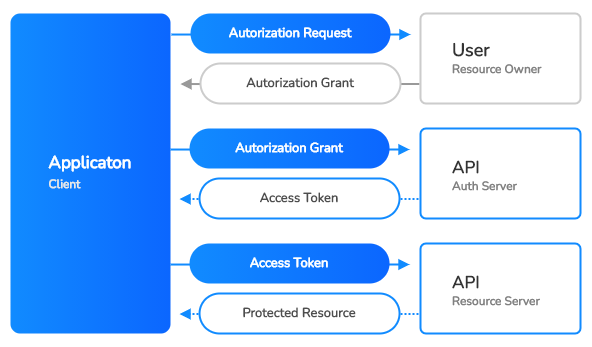 Applicaton
Client
Autorization Request
Autorization Grant
User
Resource Owner
Autorization Grant
Access Token
API
Auth Server
Access Token
Protected Resource
API
Resource Server